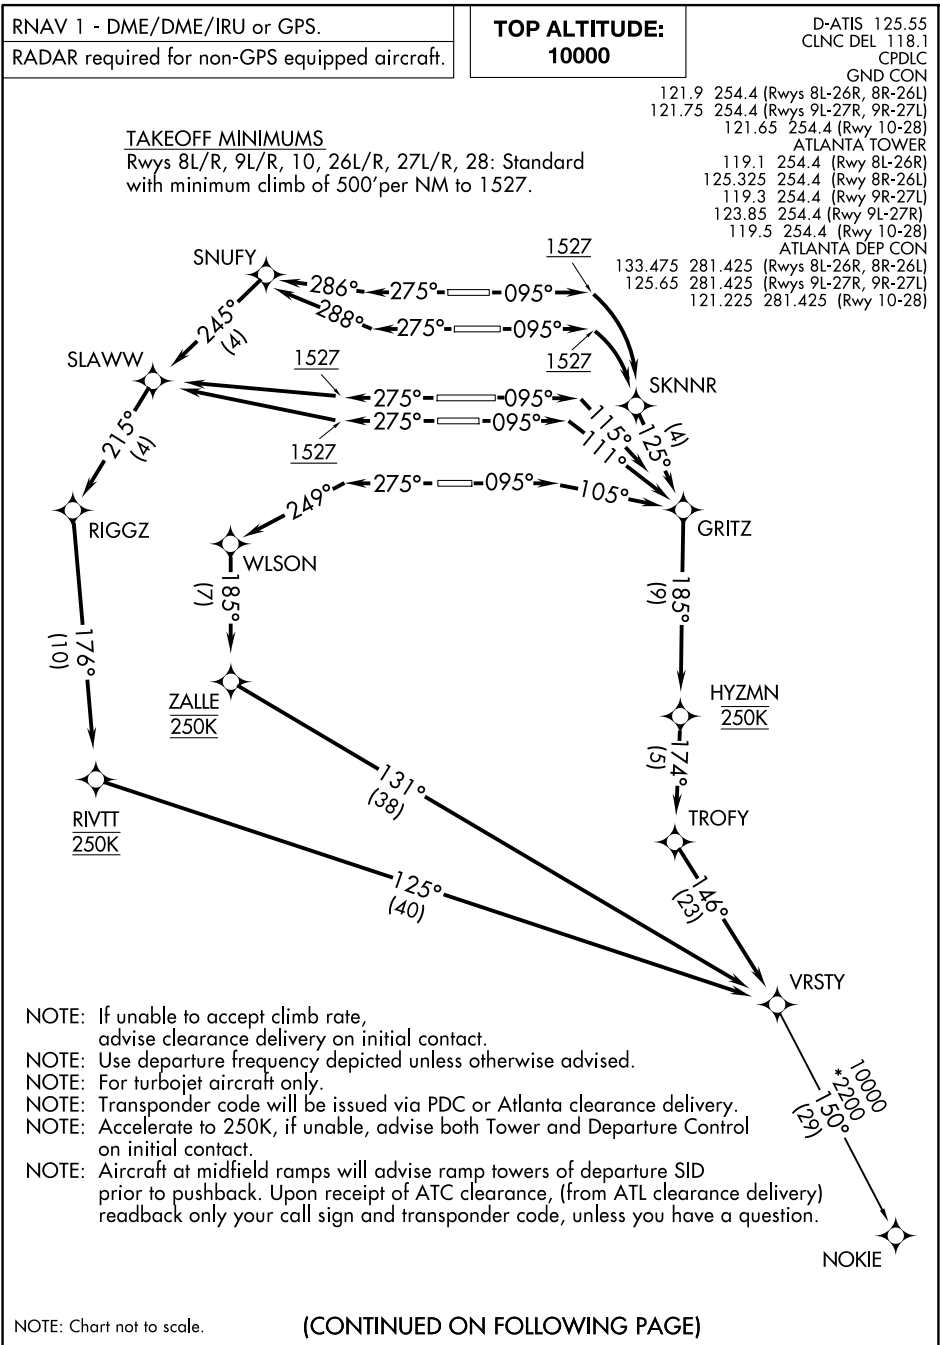 RNAV 1 - DME/DME/IRU or GPS.
RADAR required for non-GPS equipped aircraft.
TOP ALTITUDE:
10000
D-ATIS 125.55
CLNC DEL 118.1
CPDLC
GND CON
121.9 254.4 (Rwys 8L-26R, 8R-26L)
121.75 254.4 (Rwys 9L-27R, 9R-27L)
121.65 254.4 (Rwy 10-28)
ATLANTA TOWER
119.1 254.4 (Rwy 8L-26R)
125.325 254.4 (Rwy 8R-26L)
119.3 254.4 (Rwy 9R-27L)
123.85 254.4 (Rwy 9L-27R)
119.5 254.4 (Rwy 10-28)
ATLANTA DEP CON
133.475 281.425 (Rwys 8L-26R, 8R-26L)
125.65 281.425 (Rwys 9L-27R, 9R-27L)
121.225 281.425 (Rwy 10-28)
TAKEOFF MINIMUMS
Rwys 8L/R, 9L/R, 10, 26L/R, 27L/R, 28: Standard
with minimum climb of 500'per NM to 1527.
SNUFY
1527
286° 275° 095°
288° 275° 095°
245°
(4)
1527
SLAWW
1527
SKNNR
275° 095°
275° 095°
115°
111°
125°
(4)
215°
(4)
1527
249° 275° 095° 105°
RIGGZ
GRITZ
WLSON
185°
(7)
185°
(9)
176°
(10)
ZALLE
250K
HYZMN
250K
174°
(5)
RIVTT
250K
131°
(38)
TROFY
125°
(40)
146°
(23)
VRSTY
10000
*2200
150°
(29)
NOKIE
NOTE: If unable to accept climb rate,
advise clearance delivery on initial contact.
NOTE: Use departure frequency depicted unless otherwise advised.
NOTE: For turbojet aircraft only.
NOTE: Transponder code will be issued via PDC or Atlanta clearance delivery.
NOTE: Accelerate to 250K, if unable, advise both Tower and Departure Control
on initial contact.
NOTE: Aircraft at midfield ramps will advise ramp towers of departure SID
prior to pushback. Upon receipt of ATC clearance, (from ATL clearance delivery)
readback only your call sign and transponder code, unless you have a question.
NOTE: Chart not to scale.
(CONTINUED ON FOLLOWING PAGE)